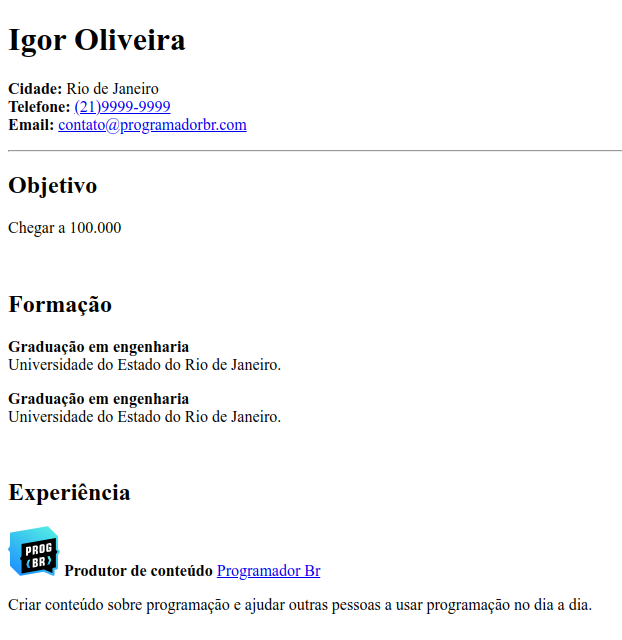 Igor Oliveira
Cidade: Rio de Janeiro
Telefone: (21)9999-9999
Email: contato@programadorbr.com
Objetivo
Chegar a 100.000
Formação
Graduação em engenharia
Universidade do Estado do Rio de Janeiro.
Graduação em engenharia
Universidade do Estado do Rio de Janeiro.
Experiência
PROG
{BR}
Produtor de conteúdo Programador Br
Criar conteúdo sobre programação e ajudar outras pessoas a usar programação no dia a dia.